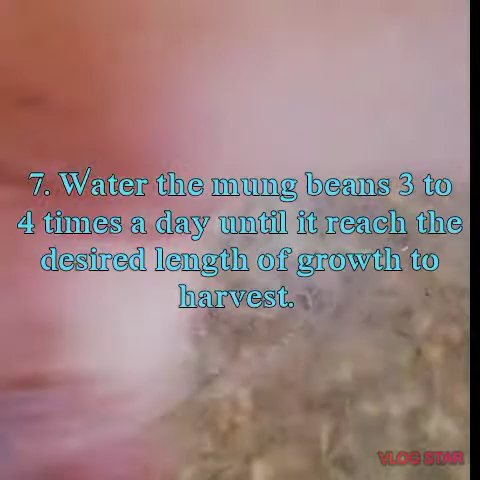 7. Water the mung beans 3 to
4 times a day until it reach the
desired length of growth to
harvest.
VLOG STAR